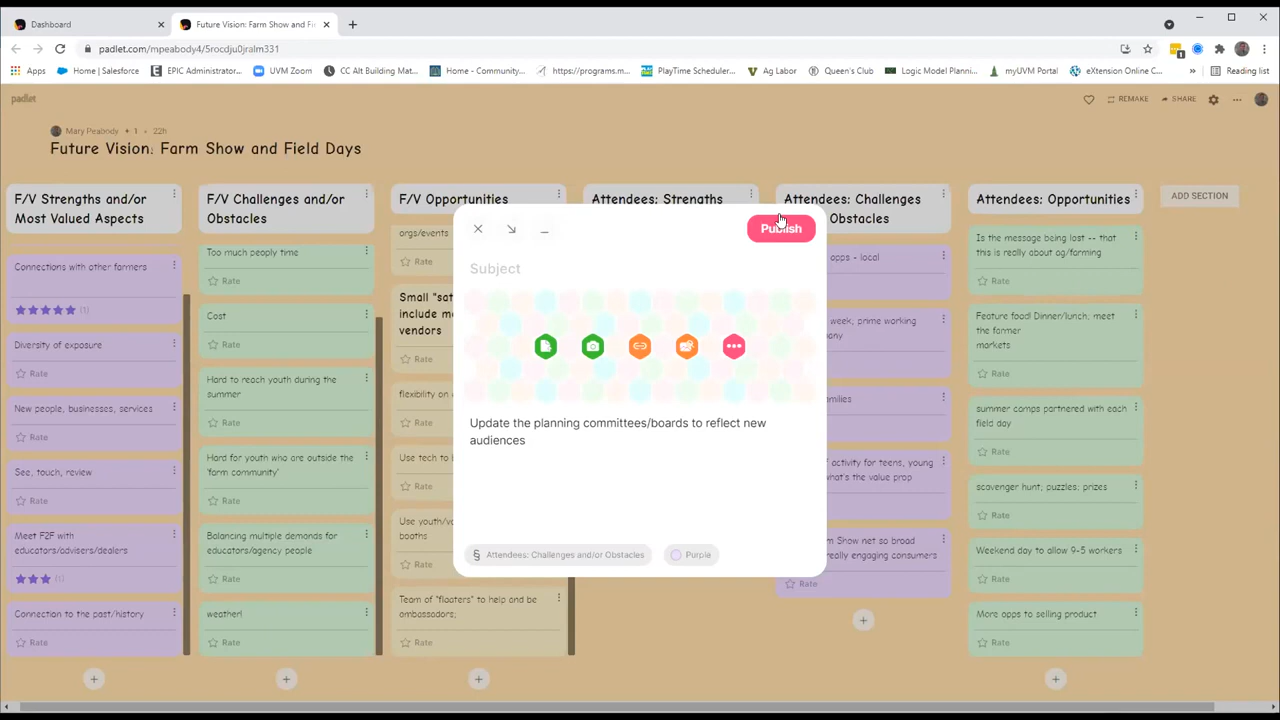 Dashboard
Future Vision: Farm Show and Fi
padlet.com/mpeabody4/5rocdju0jralm331
1
Apps
Home | Salesforce
EPIC Administrator...
UVM Zoom
CC Alt Building Mat...
Home - Community...
https://programs.m...
PlayTime Scheduler...
Ag Labor
Queen's Club
Logic Model Planni...
myUVM Portal
eXtension Online C...
»
Reading list
padlet
REMAKE
SHARE
Mary Peabody + 1 • 22h
Future Vision: Farm Show and Field Days
F/V Strengths and/or
Most Valued Aspects
Connections with other farmers
(1)
Diversity of exposure
Rate
New people, businesses, services
Rate
See, touch, review
Rate
Meet F2F with
educators/advisers/dealers
(1)
Connection to the past/history
Rate
F/V Challenges and/or
Obstacles
Too much people time
Rate
Cost
Rate
Hard to reach youth during the
summer
Rate
Hard for youth who are outside the
'farm community'
Rate
Balancing multiple demands for
educators/agency people
Rate
weather!
Rate
F/V Opportunities
orgs/events
Rate
Small "sat
include m
vendors
Rate
flexibility on
Rate
Use tech to
Rate
Use youth/v
booths
Rate
Team of "floaters" to help and be
ambassadors;
Rate
Attendees: Strengths
Publish
Subject
Update the planning committees/boards to reflect new
audiences
§ Attendees: Challenges and/or Obstacles
Purple
Attendees: Challenges
Obstacles
apps - local
week; prime working
milies
f activity for teens, young
what's the value prop
m Show net so broad
really engaging consumers
Rate
Attendees: Opportunities
Is the message being lost -- that
this is really about ag/farming
Rate
Feature food! Dinner/lunch; meet
the farmer
markets
Rate
summer camps partnered with each
field day
Rate
scavenger hunt; puzzles; prizes
Rate
Weekend day to allow 9-5 workers
Rate
More opps to selling product
Rate
ADD SECTION